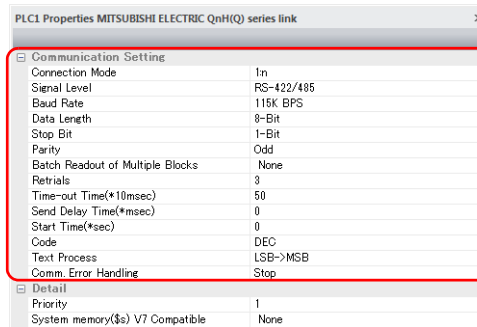 PLC1 Properties MITSUBISHI ELECTRIC QnH(Q) series link
Communication Setting
Connection Mode 1:n
Signal Level RS-422/485
Baud Rate 115K BPS
Data Length 8-Bit
Stop Bit 1-Bit
Parity Odd
Batch Readout of Multiple Blocks None
Retrials 3
Time-out Time(*10msec) 50
Send Delay Time(*msec) 0
Start Time(*sec) 0
Code DEC
Text Process LSB->MSB
Comm. Error Handling Stop
Detail
Priority 1
System memory($s) V7 Compatible None